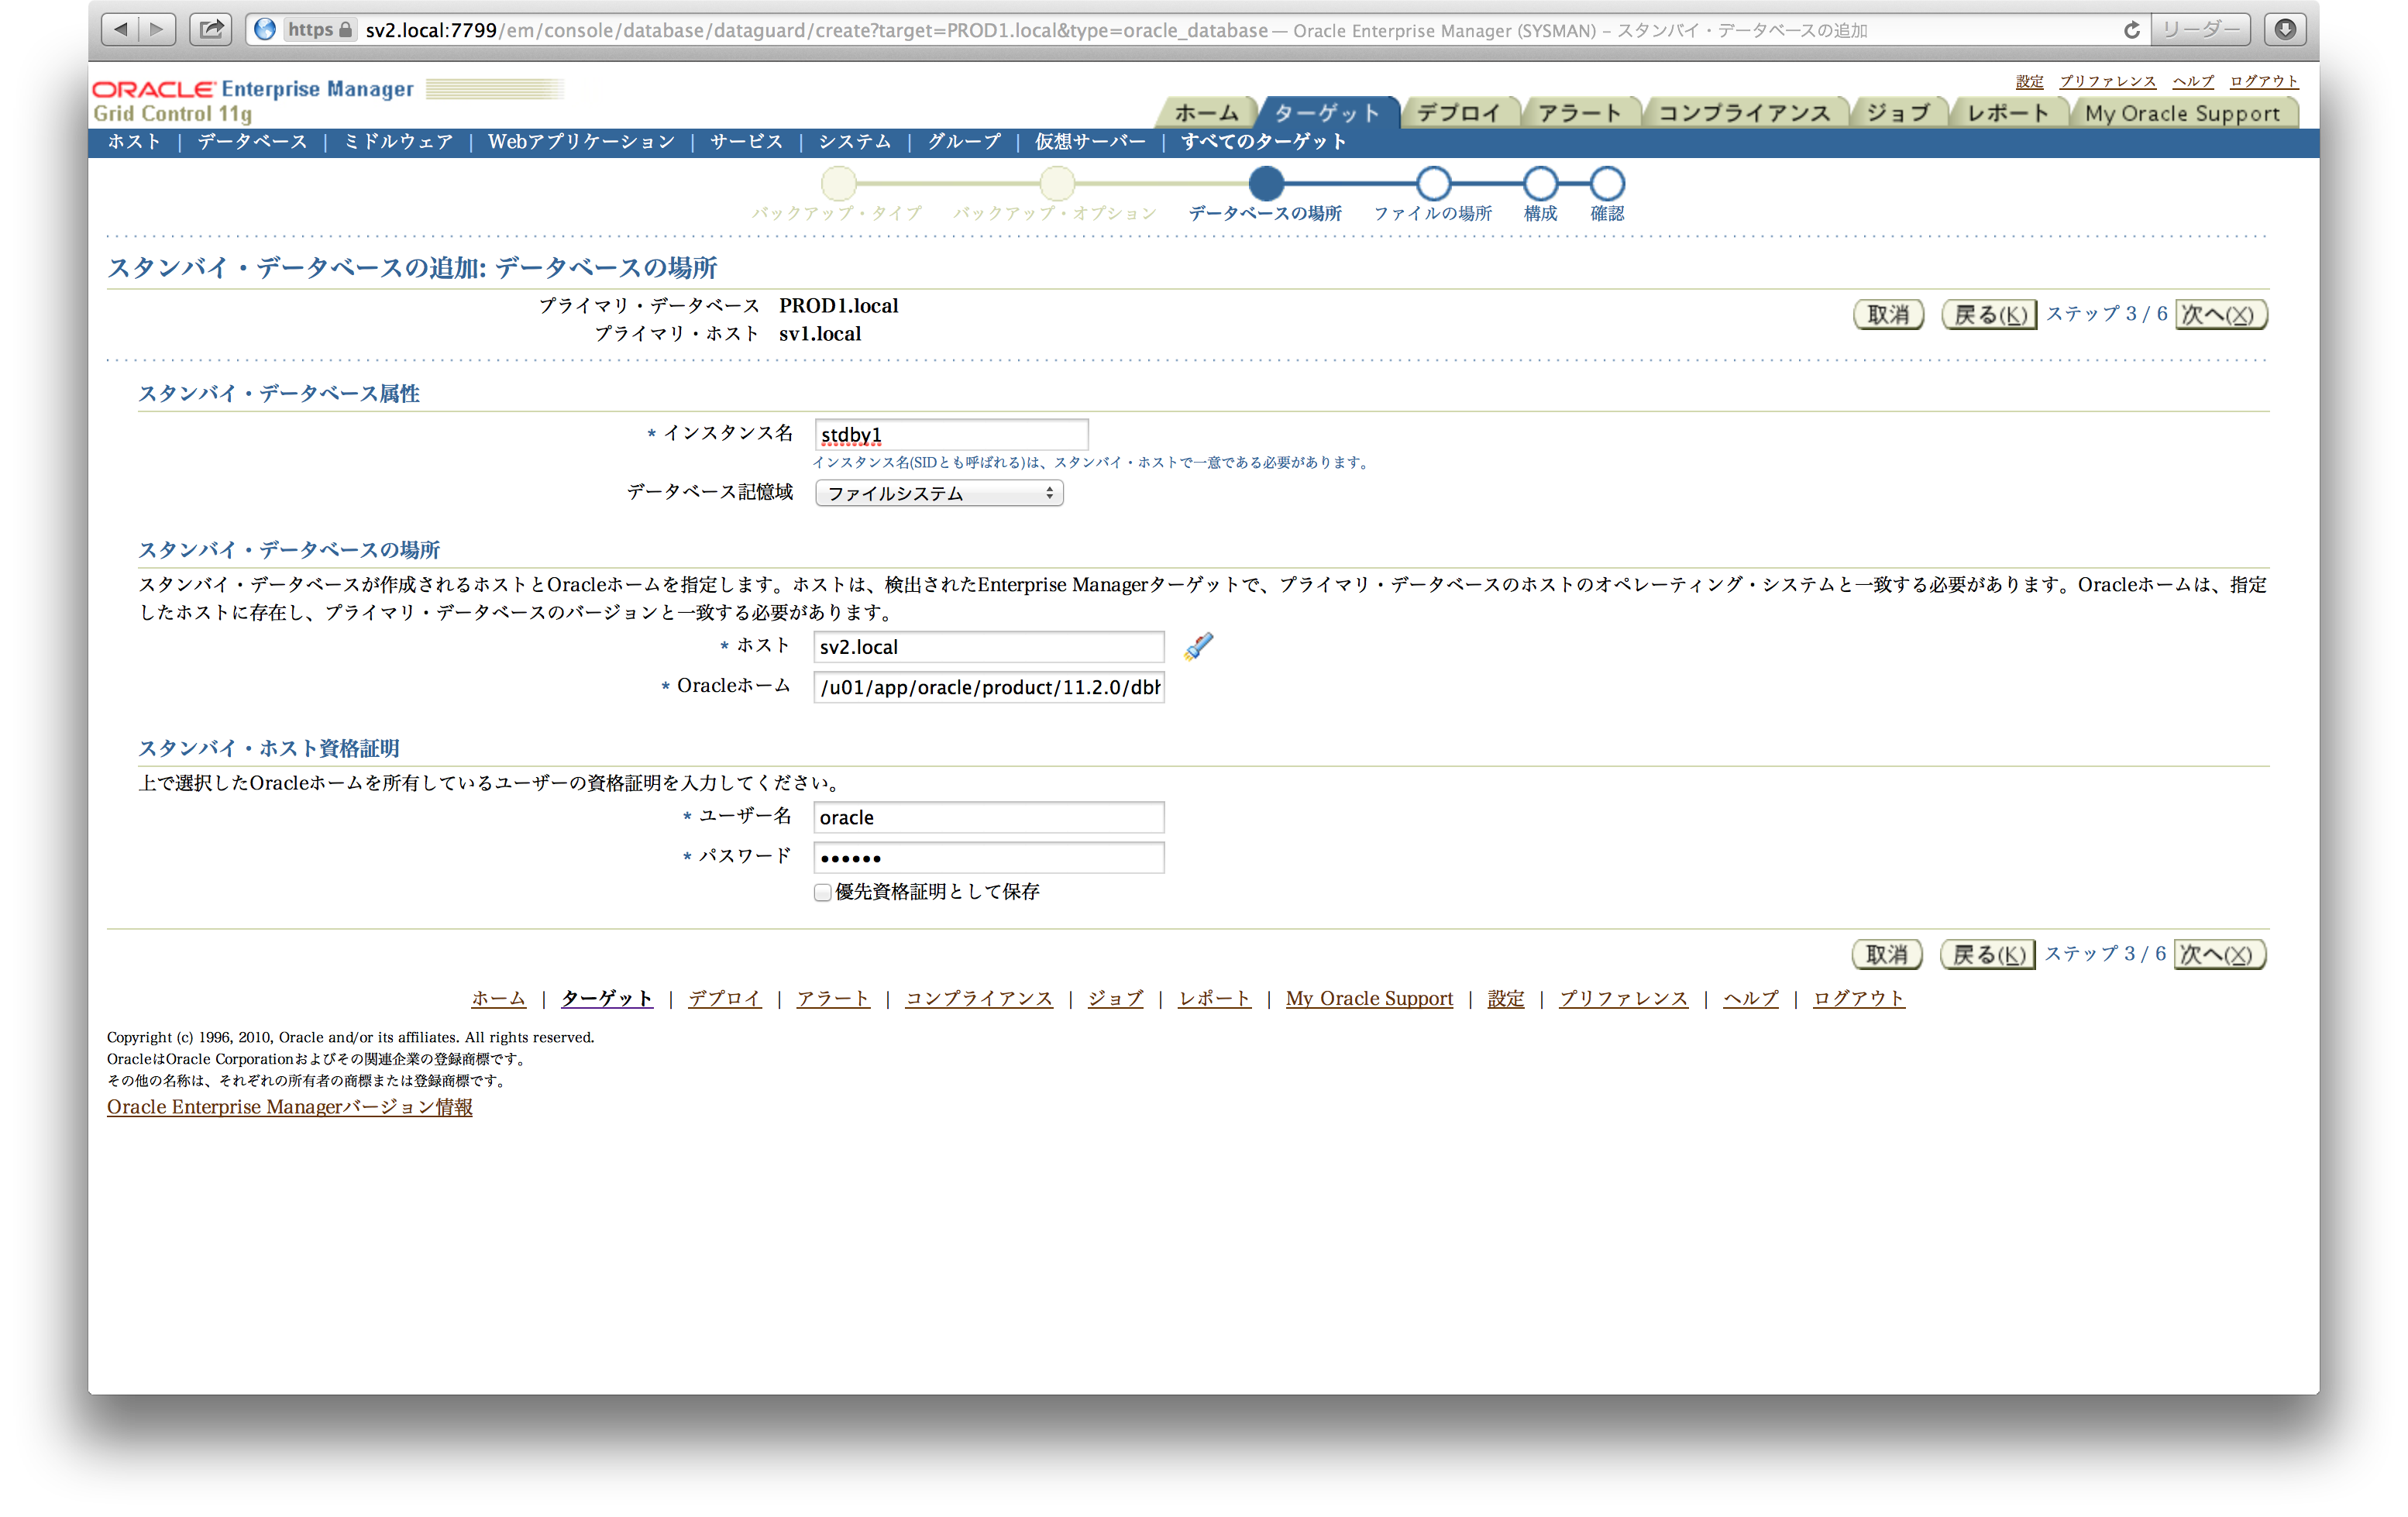 https sv2.local:7799/em/console/database/dataguard/create?target=PROD1.local&type=oracle_database — Oracle Enterprise Manager (SYSMAN) – スタンバイ・データベースの追加 リーダー
設定 プリファレンス ヘルプ ログアウト
ORACLE Enterprise Manager
Grid Control 11g
ホーム ターゲット デプロイ アラート コンプライアンス ジョブ レポート My Oracle Support
ホスト | データベース | ミドルウェア | Webアプリケーション | サービス | システム | グループ | 仮想サーバー | すべてのターゲット
バックアップ・タイプ バックアップ・オプション データベースの場所 ファイルの場所 構成 確認
スタンバイ・データベースの追加: データベースの場所
プライマリ・データベース PROD1.local
プライマリ・ホスト sv1.local
取消 戻る(K) ステップ 3 / 6 次へ(X)
スタンバイ・データベース属性
* インスタンス名 stdby1
インスタンス名(SIDとも呼ばれる)は、スタンバイ・ホストで一意である必要があります。
データベース記憶域 ファイルシステム
スタンバイ・データベースの場所
スタンバイ・データベースが作成されるホストとOracleホームを指定します。ホストは、検出されたEnterprise Managerターゲットで、プライマリ・データベースのホストのオペレーティング・システムと一致する必要があります。Oracleホームは、指定
したホストに存在し、プライマリ・データベースのバージョンと一致する必要があります。
* ホスト sv2.local
* Oracleホーム /u01/app/oracle/product/11.2.0/dbh
スタンバイ・ホスト資格証明
上で選択したOracleホームを所有しているユーザーの資格証明を入力してください。
* ユーザー名 oracle
* パスワード ••••••
優先資格証明として保存
取消 戻る(K) ステップ 3 / 6 次へ(X)
ホーム | ターゲット | デプロイ | アラート | コンプライアンス | ジョブ | レポート | My Oracle Support | 設定 | プリファレンス | ヘルプ | ログアウト
Copyright (c) 1996, 2010, Oracle and/or its affiliates. All rights reserved.
OracleはOracle Corporationおよびその関連企業の登録商標です。
その他の名称は、それぞれの所有者の商標または登録商標です。
Oracle Enterprise Managerバージョン情報